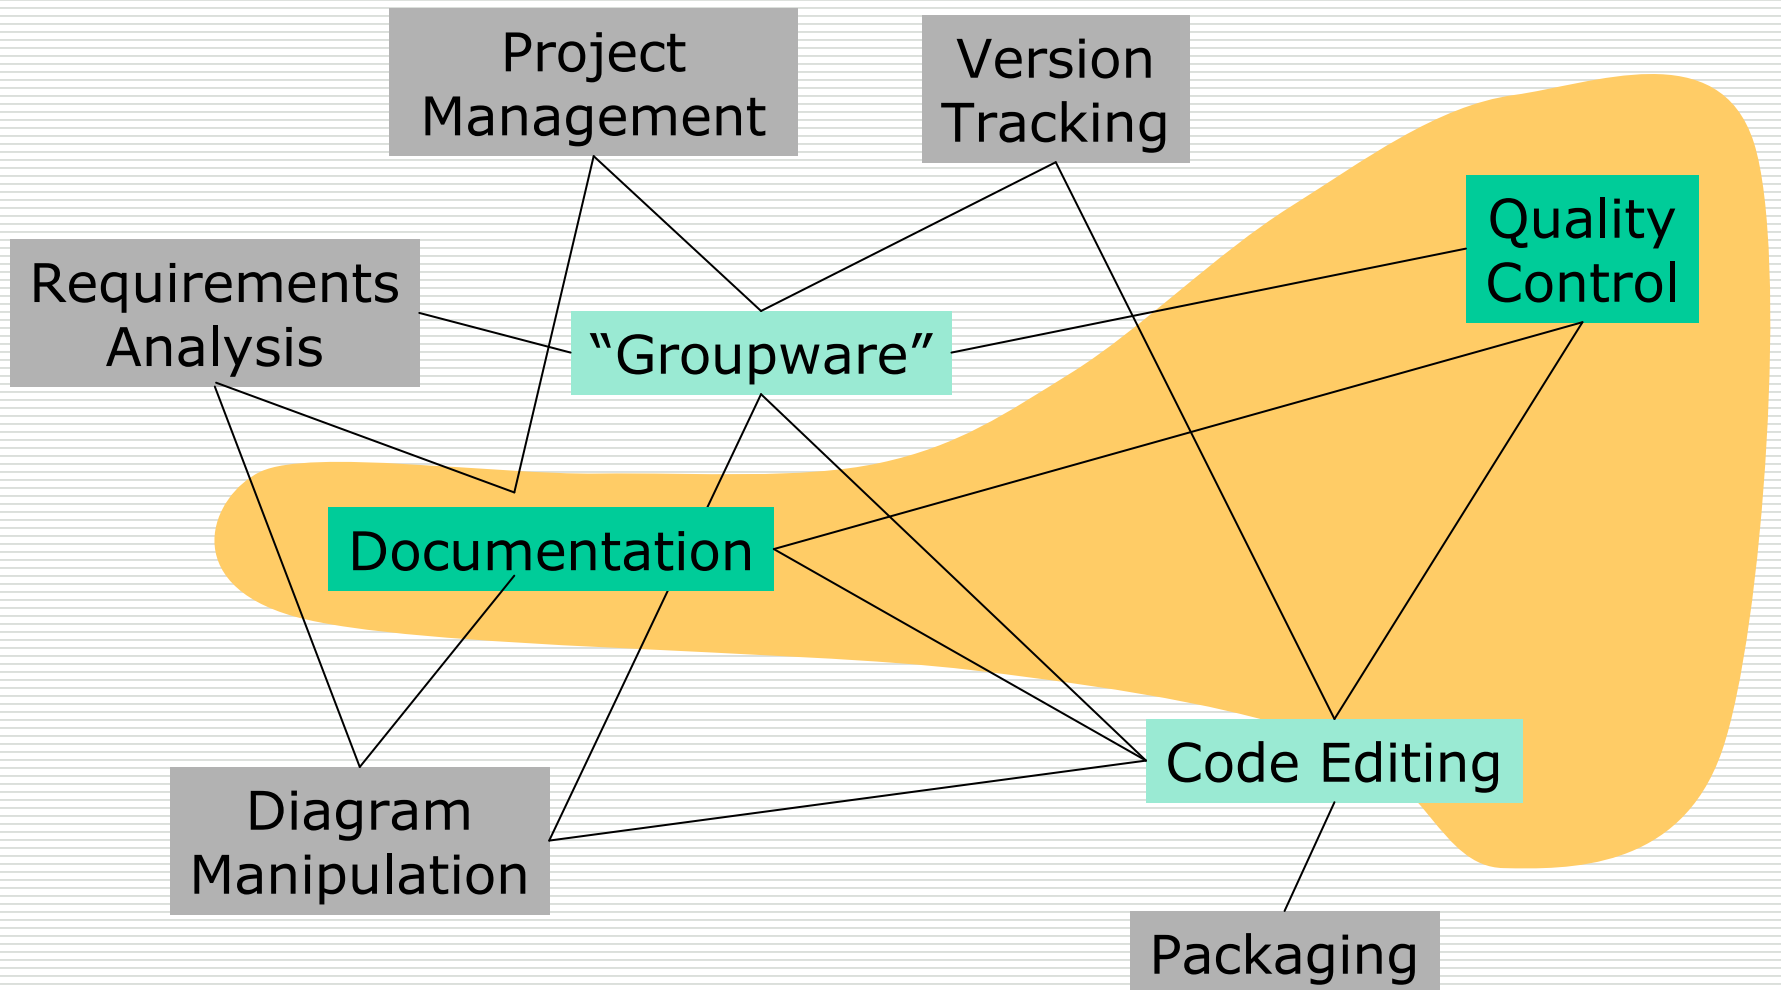 Project
Management
Version
Tracking
Quality
Control
Requirements
Analysis
“Groupware”
Documentation
Code Editing
Diagram
Manipulation
Packaging